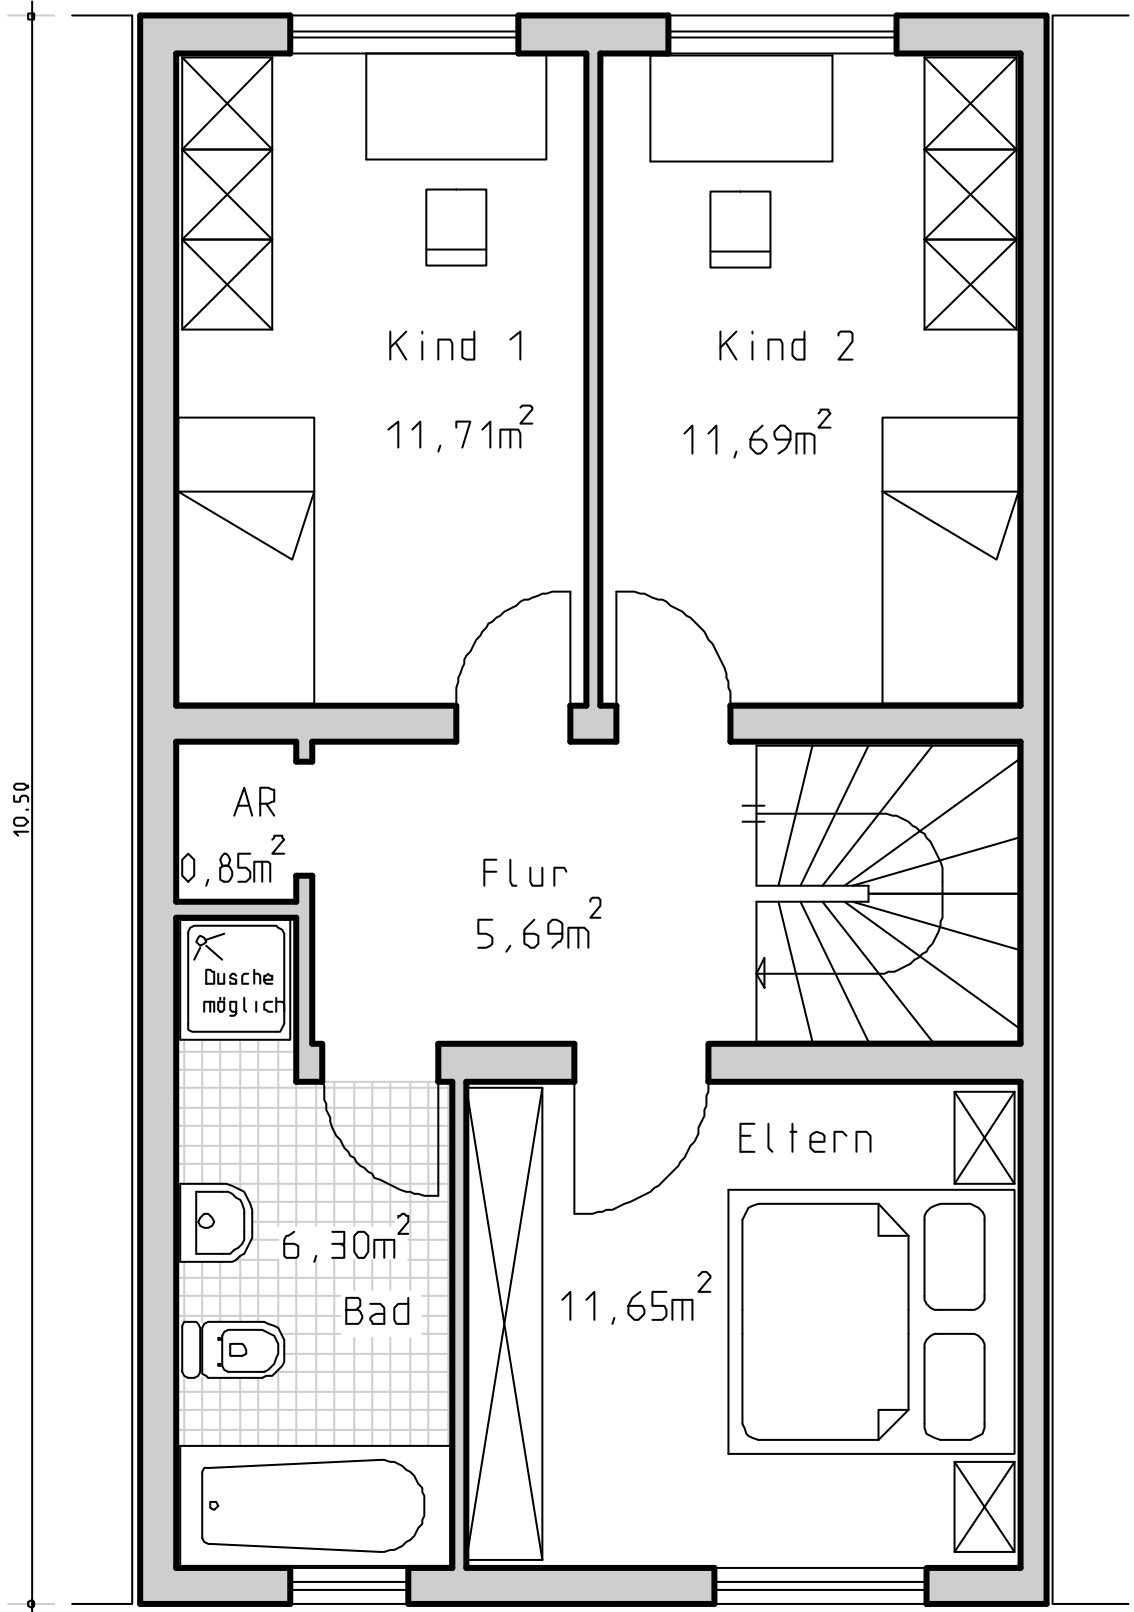 Kind 1
11,71m²
Kind 2
11,69m²
10.50
AR
0,85m²
Flur
5,69m²
Dusche
möglich
Eltern
11,65m²
6,30m²
Bad